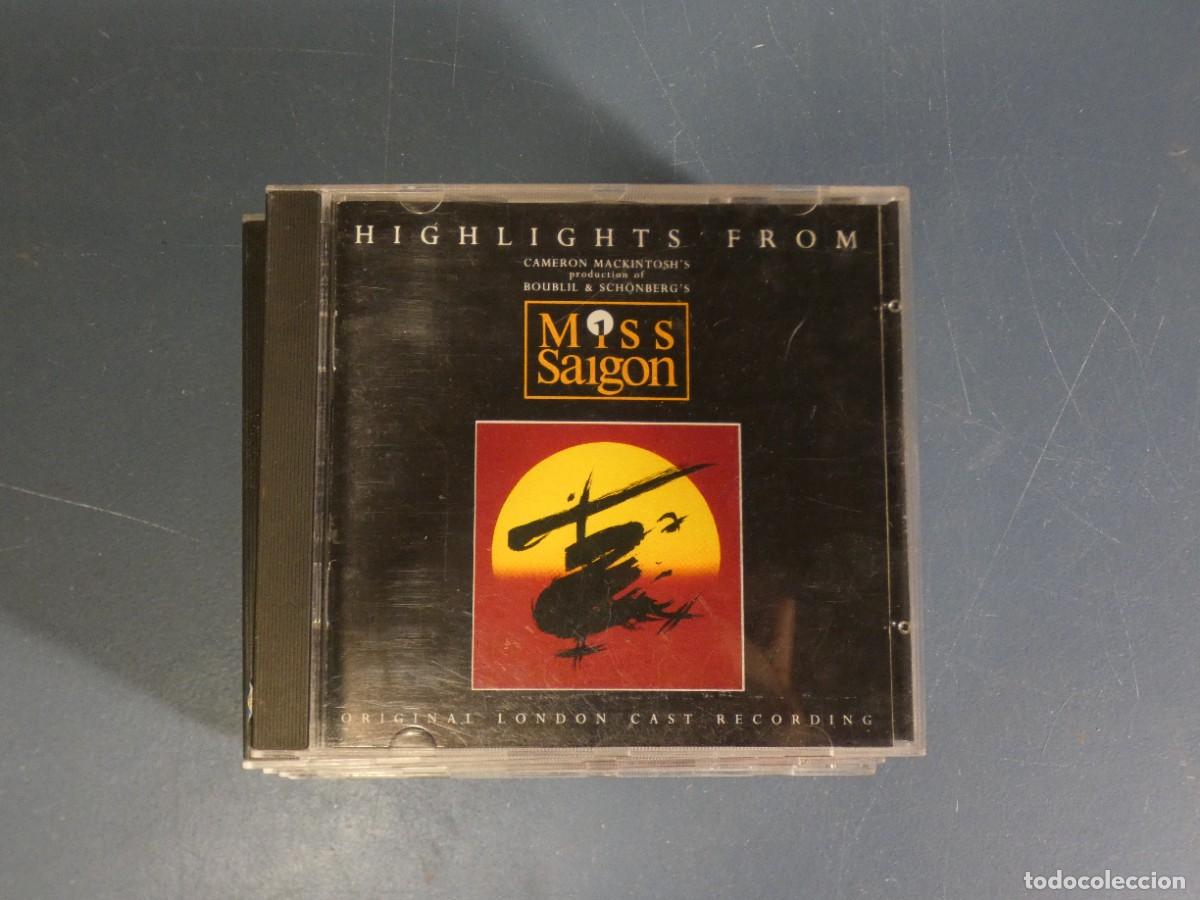 HIGHLIGHTS FROM
CAMERON MACKINTOSH'S
production of
BOUBLIL & SCHÖNBERG'S
MISS
Saigon
ORIGINAL LONDON CAST RECORDING
todocoleccion